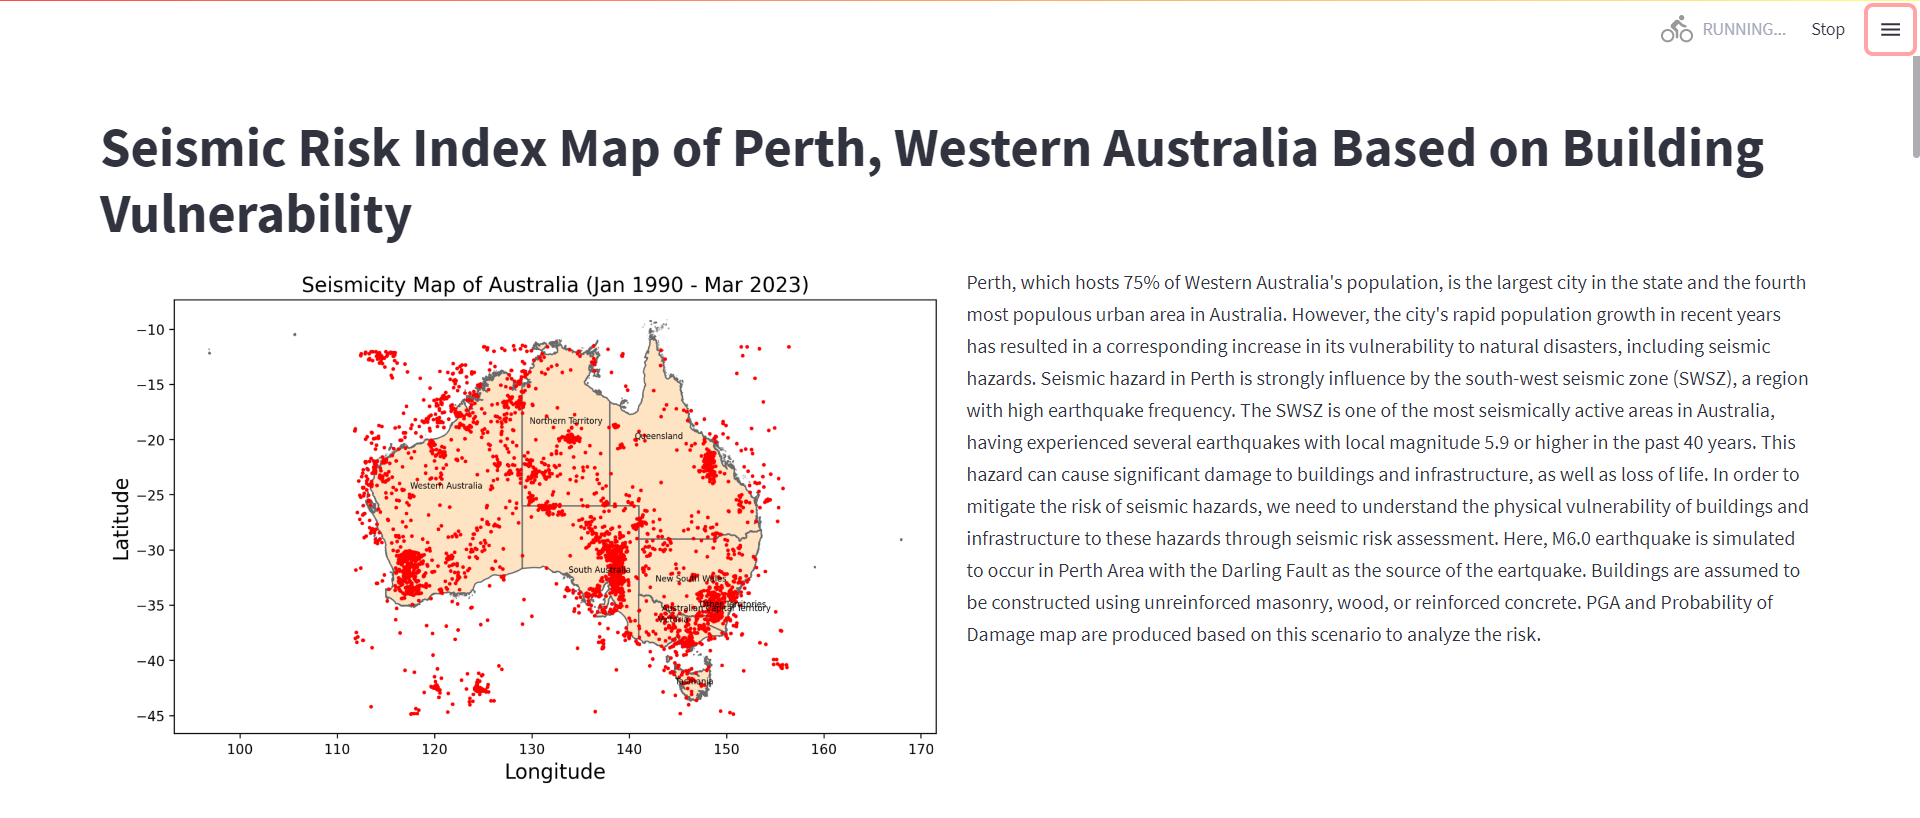 RUNNING...
Stop
Seismic Risk Index Map of Perth, Western Australia Based on Building
Vulnerability
Seismicity Map of Australia (Jan 1990 - Mar 2023)
Latitude
−10
−15
−20
−25
−30
−35
−40
−45
Northern Territory
Queensland
Western Australia
South Australia
New South Wales
Other Territories
Australian Capital Territory
Victoria
Tasmania
100
110
120
130
140
150
160
170
Longitude
Perth, which hosts 75% of Western Australia's population, is the largest city in the state and the fourth
most populous urban area in Australia. However, the city's rapid population growth in recent years
has resulted in a corresponding increase in its vulnerability to natural disasters, including seismic
hazards. Seismic hazard in Perth is strongly influence by the south-west seismic zone (SWSZ), a region
with high earthquake frequency. The SWSZ is one of the most seismically active areas in Australia,
having experienced several earthquakes with local magnitude 5.9 or higher in the past 40 years. This
hazard can cause significant damage to buildings and infrastructure, as well as loss of life. In order to
mitigate the risk of seismic hazards, we need to understand the physical vulnerability of buildings and
infrastructure to these hazards through seismic risk assessment. Here, M6.0 earthquake is simulated
to occur in Perth Area with the Darling Fault as the source of the eartquake. Buildings are assumed to
be constructed using unreinforced masonry, wood, or reinforced concrete. PGA and Probability of
Damage map are produced based on this scenario to analyze the risk.